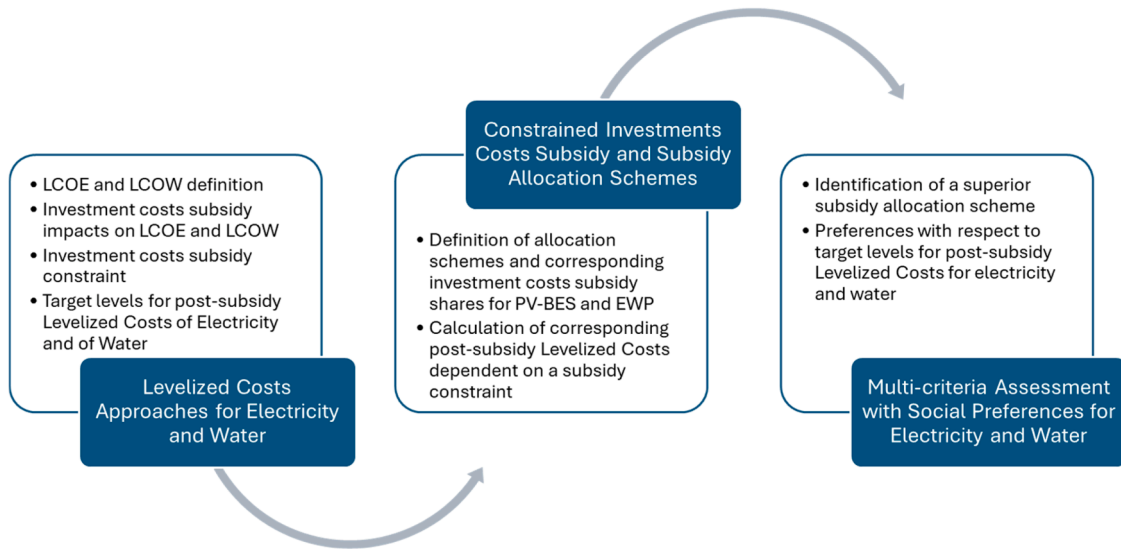 • LCOE and LCOW definition
• Investment costs subsidy
impacts on LCOE and LCOW
• Investment costs subsidy
constraint
• Target levels for post-subsidy
Levelized Costs of Electricity
and of Water
Levelized Costs
Approaches for Electricity
and Water
Constrained Investments
Costs Subsidy and Subsidy
Allocation Schemes
• Definition of allocation
schemes and corresponding
investment costs subsidy
shares for PV-BES and EWP
• Calculation of corresponding
post-subsidy Levelized Costs
dependent on a subsidy
constraint
• Identification of a superior
subsidy allocation scheme
• Preferences with respect to
target levels for post-subsidy
Levelized Costs for electricity
and water
Multi-criteria Assessment
with Social Preferences for
Electricity and Water